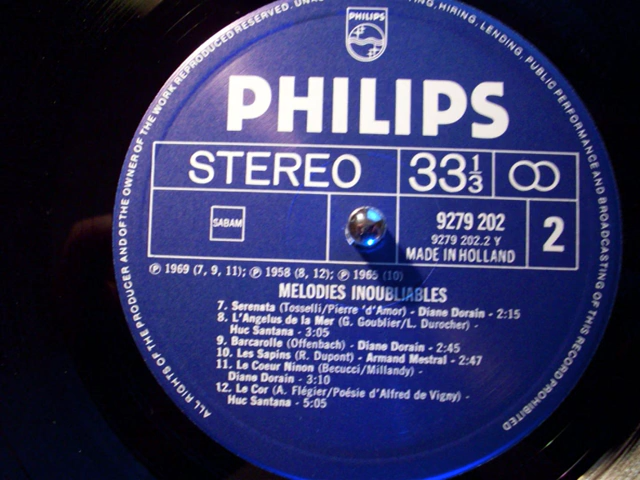 ALL RIGHTS OF THE PRODUCER AND OF THE OWNER OF THE WORK REPRODUCED RESERVED. HIRING, LENDING, PUBLIC PERFORMANCE AND BROADCASTING OF THIS RECORD PROHIBITED
PHILIPS
PHILIPS
STEREO 33 1/3
SABAM
9279 202
9279 202.2 Y
MADE IN HOLLAND
2
℗ 1969 (7, 9, 11); ℗ 1958 (8, 12); ℗ 1965 (10)
MELODIES INOUBLIABLES
7. Serenata (Tosselli/Pierre 'd'Amor) - Diane Dorain - 2:15
8. L'Angelus de la Mer (G. Goublier/L. Durocher) -
Huc Santana - 3:05
9. Barcarolle (Offenbach) - Diane Dorain - 2:45
10. Les Sapins (R. Dupont) - Armand Mestral - 2:47
11. Le Coeur Ninon (Becucci/Millandy) -
Diane Dorain - 3:10
12. Le Cor (A. Flégier/Poésie d'Alfred de Vigny) -
Huc Santana - 5:05